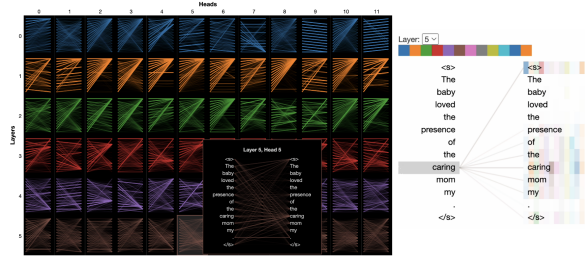 Heads
0 1 2 3 4 5 6 7 8 9 10 11
Layers
0
1
2
3
4
5
Layer 5, Head 5
<s> <s>
The The
baby baby
loved loved
the the
presence presence
of of
the the
caring caring
mom mom
my my
. .
</s> </s>
Layer: 5
<s> <s>
The The
baby baby
loved loved
the the
presence presence
of of
the the
caring caring
mom mom
my my
. .
</s> </s>